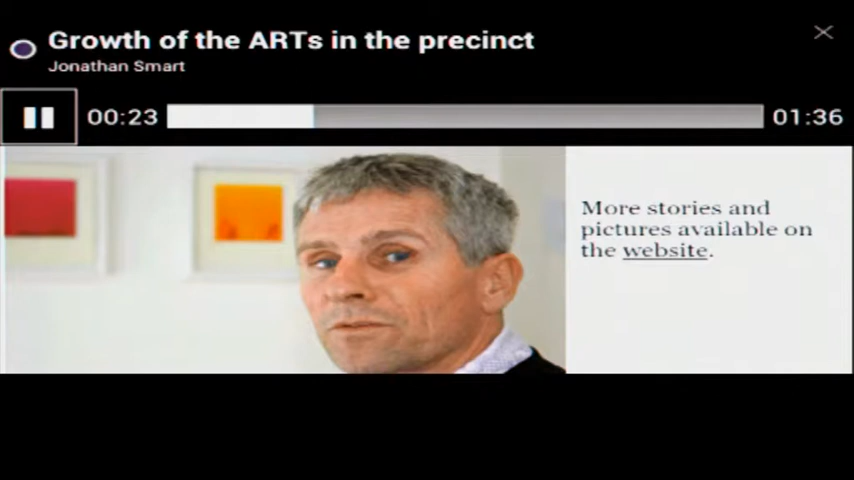 Growth of the ARTs in the precinct
Jonathan Smart
00:23
01:36
More stories and
pictures available on
the website.